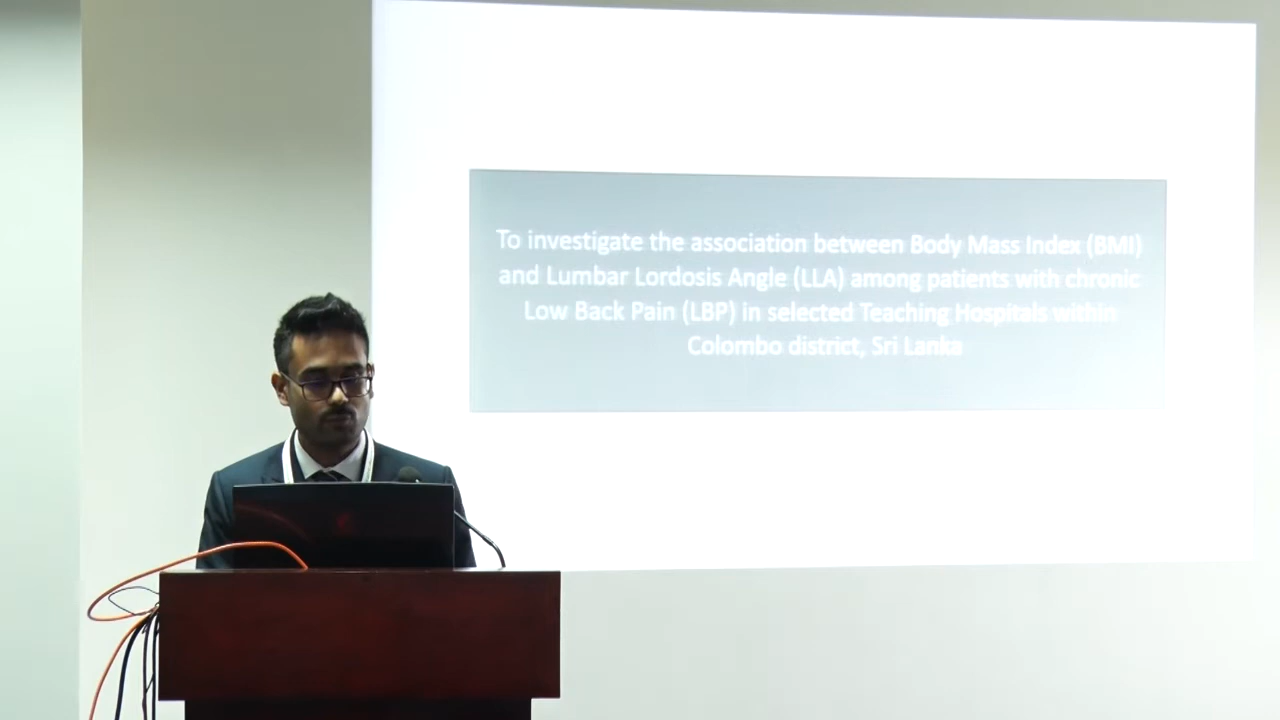 To investigate the association between Body Mass Index (BMI)
and Lumbar Lordosis Angle (LLA) among patients with chronic
Low Back Pain (LBP) in selected Teaching Hospitals within
Colombo district, Sri Lanka